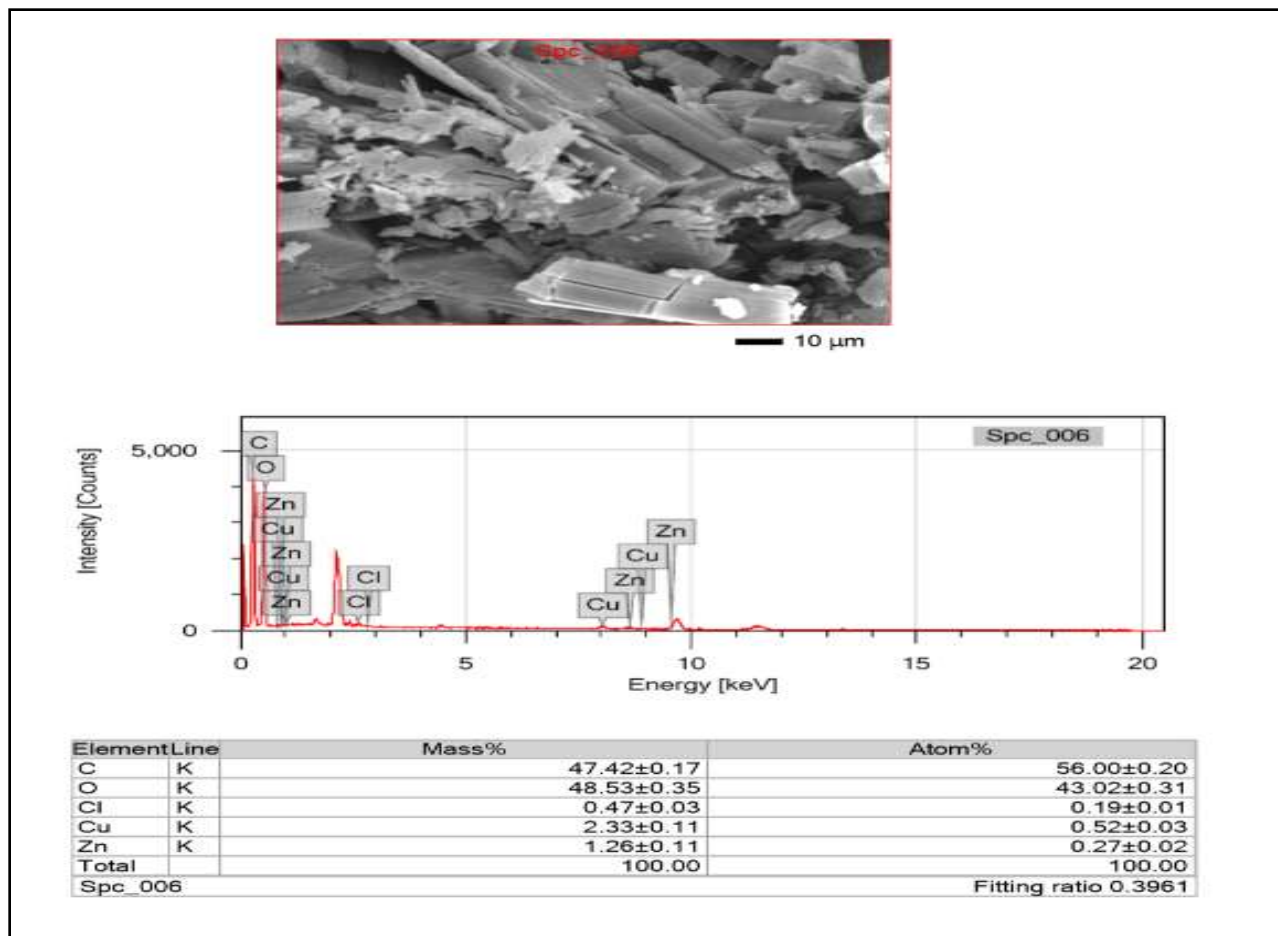 Spc_006
10 µm
Intensity [Counts]
5,000
0
C
O
Zn
Cu
Zn
Cu
Zn
Cl
Cl
Cu
Zn
Cu
Zn
Spc_006
0 5 10 15 20
Energy [keV]
Element Line Mass% Atom%
C K 47.42±0.17 56.00±0.20
O K 48.53±0.35 43.02±0.31
Cl K 0.47±0.03 0.19±0.01
Cu K 2.33±0.11 0.52±0.03
Zn K 1.26±0.11 0.27±0.02
Total 100.00 100.00
Spc_006 Fitting ratio 0.3961